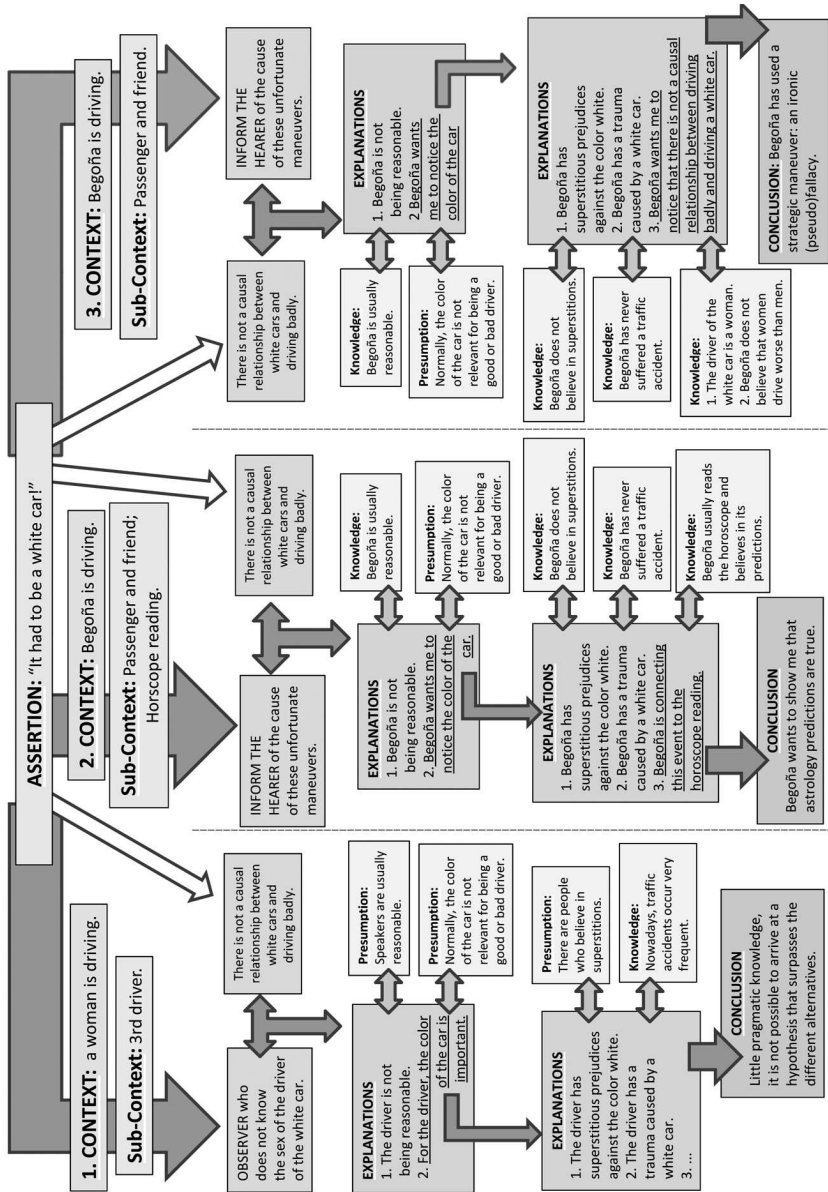 ASSERTION: “It had to be a white car!”
1. CONTEXT: a woman is driving.
Sub-Context: 3rd driver.
OBSERVER who
does not know
the sex of the driver
of the white car.
There is not a causal
relationship between
white cars and
driving badly.
EXPLANATIONS
1. The driver is not
being reasonable.
2. For the driver, the color
of the car is
important.
Presumption:
Speakers are usually
reasonable.
Presumption:
Normally, the color
of the car is not
relevant for being a
good or bad driver.
EXPLANATIONS
1. The driver has
superstitious prejudices
against the color white.
2. The driver has a
trauma caused by a
white car.
3. ...
Presumption:
There are people
who believe in
superstitions.
Knowledge:
Nowadays, traffic
accidents occur very
frequent.
CONCLUSION
Little pragmatic knowledge,
it is not possible to arrive at a
hypothesis that surpasses the
different alternatives.
2. CONTEXT: Begoña is driving.
Sub-Context: Passenger and friend;
Horscope reading.
INFORM THE
HEARER of the cause
of these unfortunate
maneuvers.
There is not a causal
relationship between
white cars and
driving badly.
EXPLANATIONS
1. Begoña is not
being reasonable.
2. Begoña wants me to
notice the color of the
car.
Knowledge:
Begoña is usually
reasonable.
Presumption:
Normally, the color
of the car is not
relevant for being a
good or bad driver.
EXPLANATIONS
1. Begoña has
superstitious prejudices
against the color white.
2. Begoña has a trauma
caused by a white car.
3. Begoña is connecting
this event to the
horoscope reading.
Knowledge:
Begoña does not
believe in superstitions.
Knowledge:
Begoña has never
suffered a traffic
accident.
Knowledge:
Begoña usually reads
the horoscope and
believes in its
predictions.
CONCLUSION
Begoña wants to show me that
astrology predictions are true.
3. CONTEXT: Begoña is driving.
Sub-Context: Passenger and friend.
There is not a causal
relationship between
white cars and
driving badly.
INFORM THE
HEARER of the cause
of these unfortunate
maneuvers.
Knowledge:
Begoña is usually
reasonable.
Presumption:
Normally, the color
of the car is not
relevant for being a
good or bad driver.
EXPLANATIONS
1. Begoña is not
being reasonable.
2 Begoña wants
me to notice the
color of the car
Knowledge:
Begoña does not
believe in superstitions.
Knowledge:
Begoña has never
suffered a traffic
accident.
Knowledge:
1. The driver of the
white car is a woman.
2. Begoña does not
believe that women
drive worse than men.
EXPLANATIONS
1. Begoña has
superstitious prejudices
against the color white.
2. Begoña has a trauma
caused by a white car.
3. Begoña wants me to
notice that there is not a causal
relationship between driving
badly and driving a white car.
CONCLUSION: Begoña has used a
strategic maneuver: an ironic
(pseudo)fallacy.